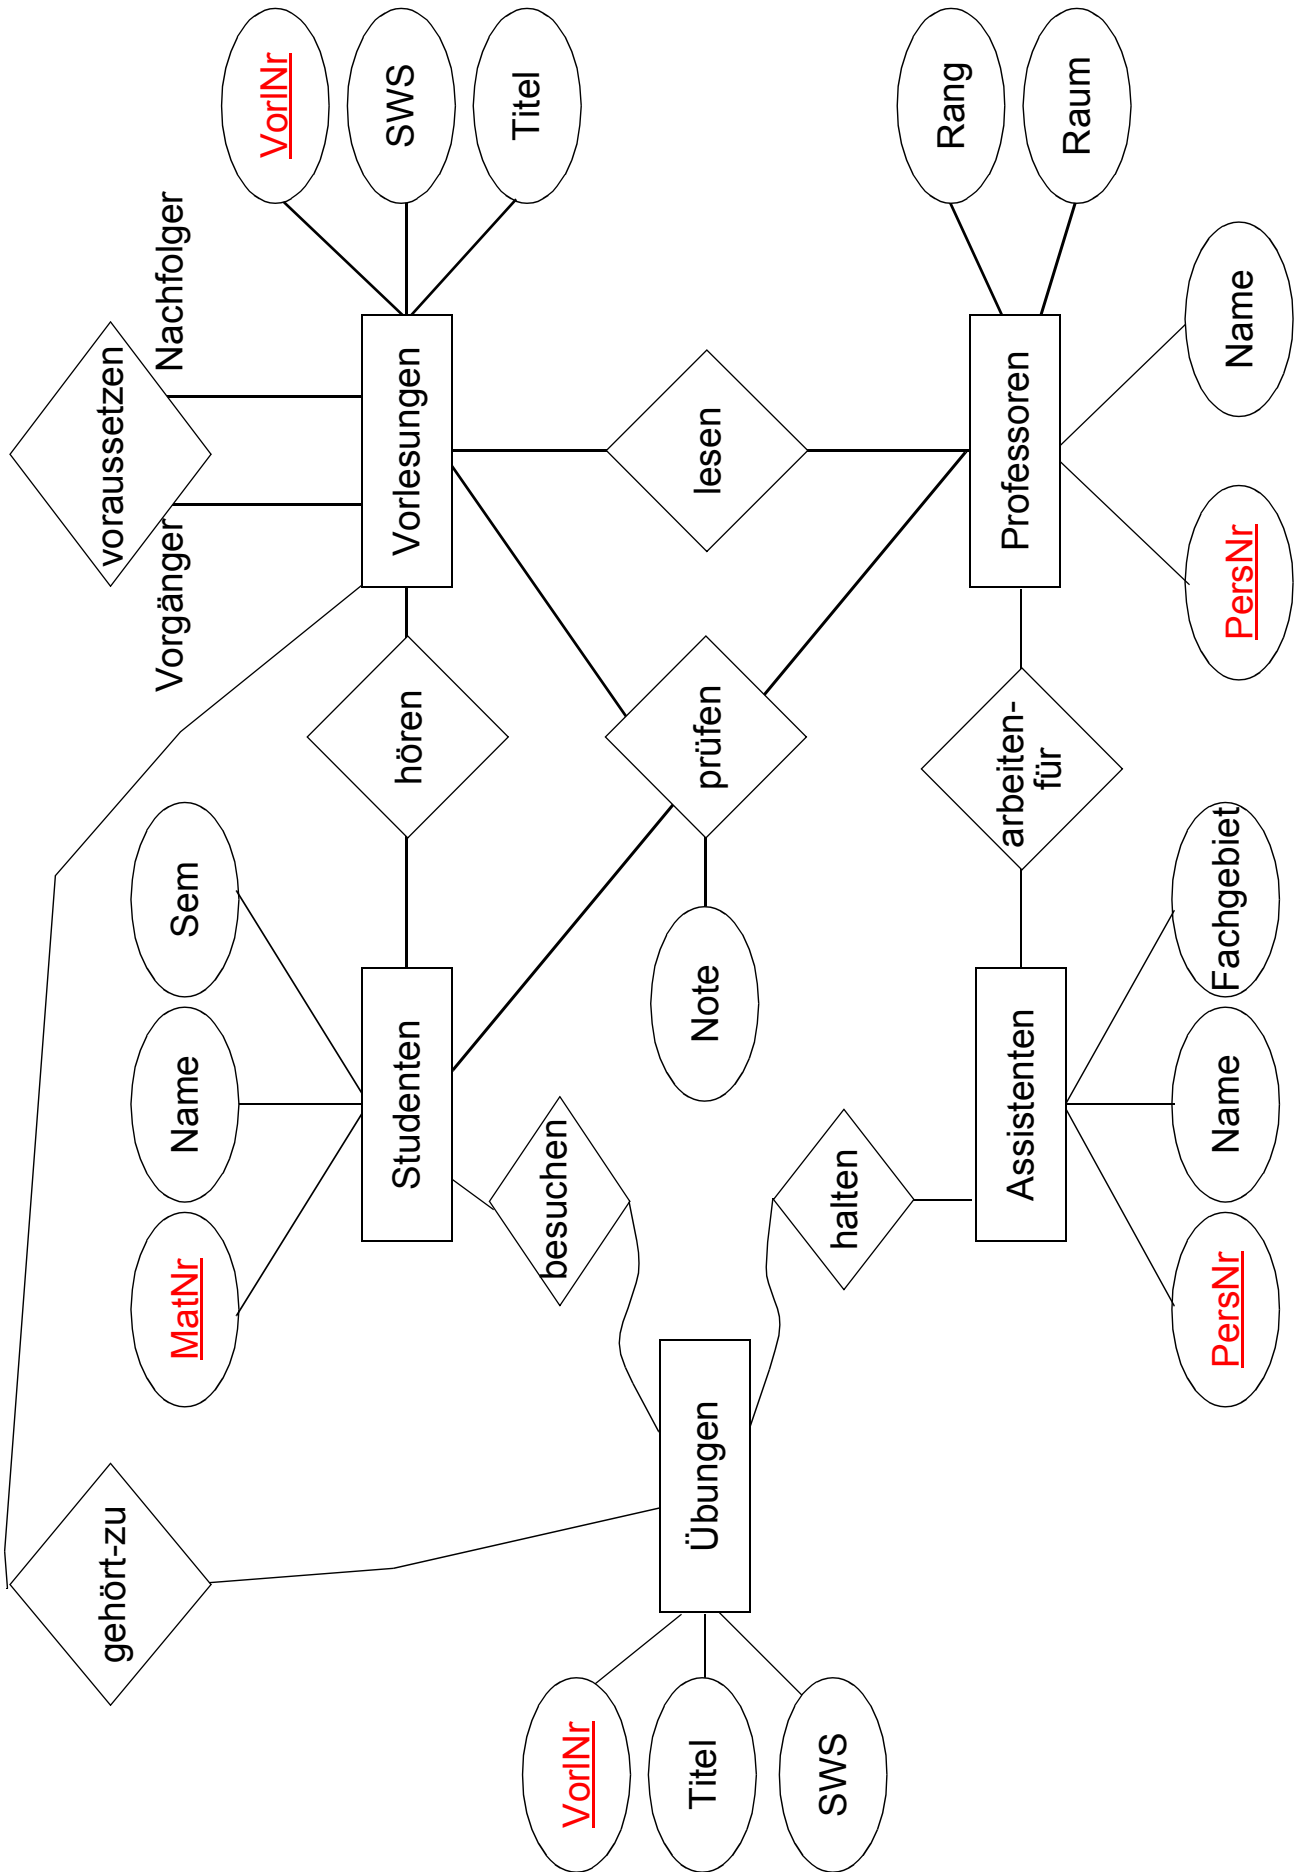 voraussetzen
Nachfolger
Vorgänger
VorlNr
SWS
Titel
Vorlesungen
hören
lesen
prüfen
Note
Sem
Name
MatNr
Studenten
besuchen
gehört-zu
Übungen
VorlNr
Titel
SWS
halten
Assistenten
Fachgebiet
Name
PersNr
arbeiten-
für
Professoren
Rang
Raum
Name
PersNr